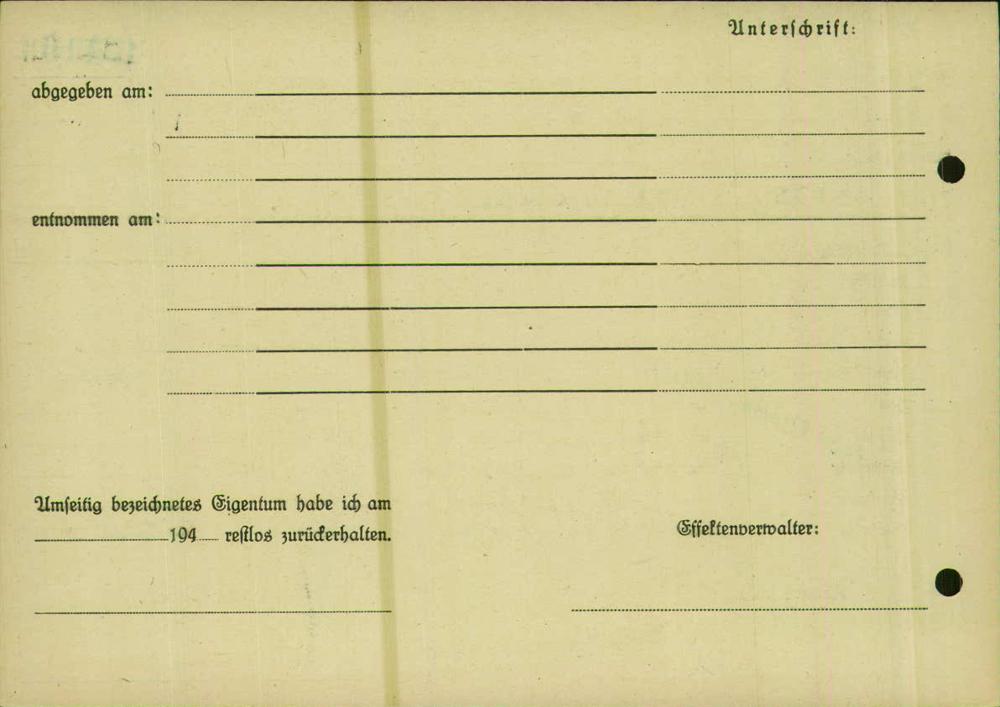 Unterschrift:
abgegeben am:
entnommen am:
Umseitig bezeichnetes Eigentum habe ich am
194 restlos zurückerhalten.
Effektenverwalter: